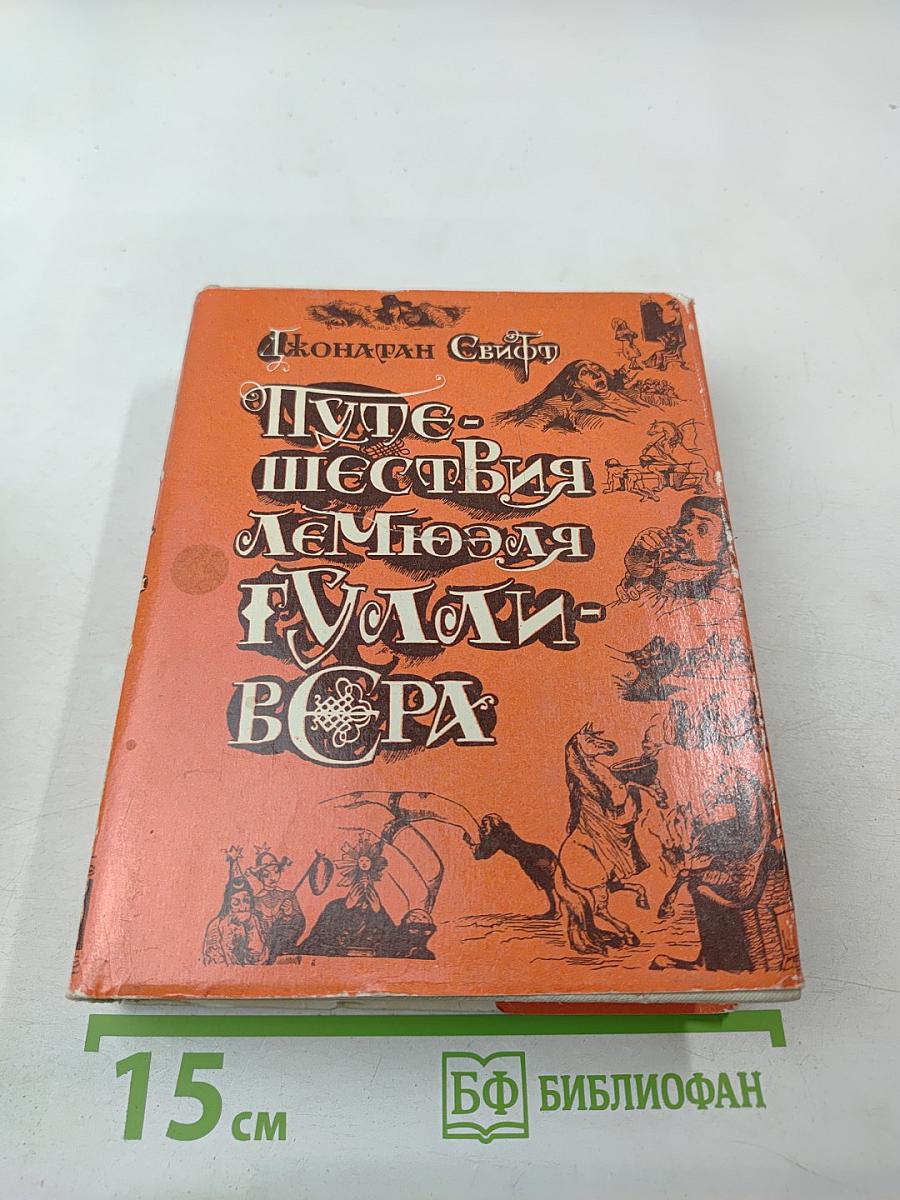 Джонатан Свифт
Путе-
шествия
Лемюэля
Гулли-
вера
15 см
БФ БИБЛИОФАН